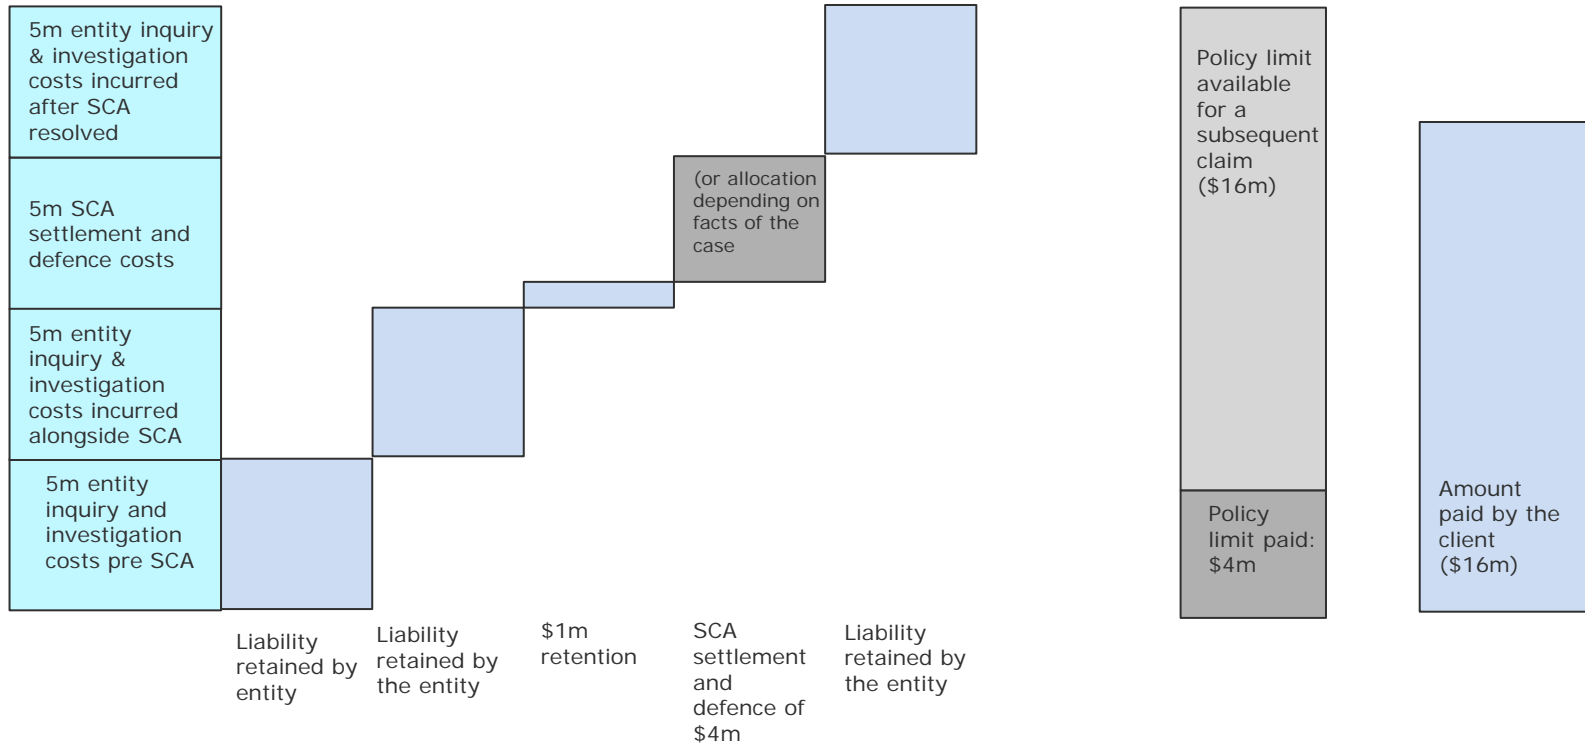 5m entity inquiry
& investigation
costs incurred
after SCA
resolved
5m SCA
settlement and
defence costs
5m entity
inquiry &
investigation
costs incurred
alongside SCA
5m entity
inquiry and
investigation
costs pre SCA
(or allocation
depending on
facts of the
case
Liability
retained by
entity
Liability
retained by
the entity
$1m
retention
SCA
settlement
and
defence of
$4m
Liability
retained by
the entity
Policy limit
available
for a
subsequent
claim
($16m)
Policy
limit paid:
$4m
Amount
paid by the
client
($16m)